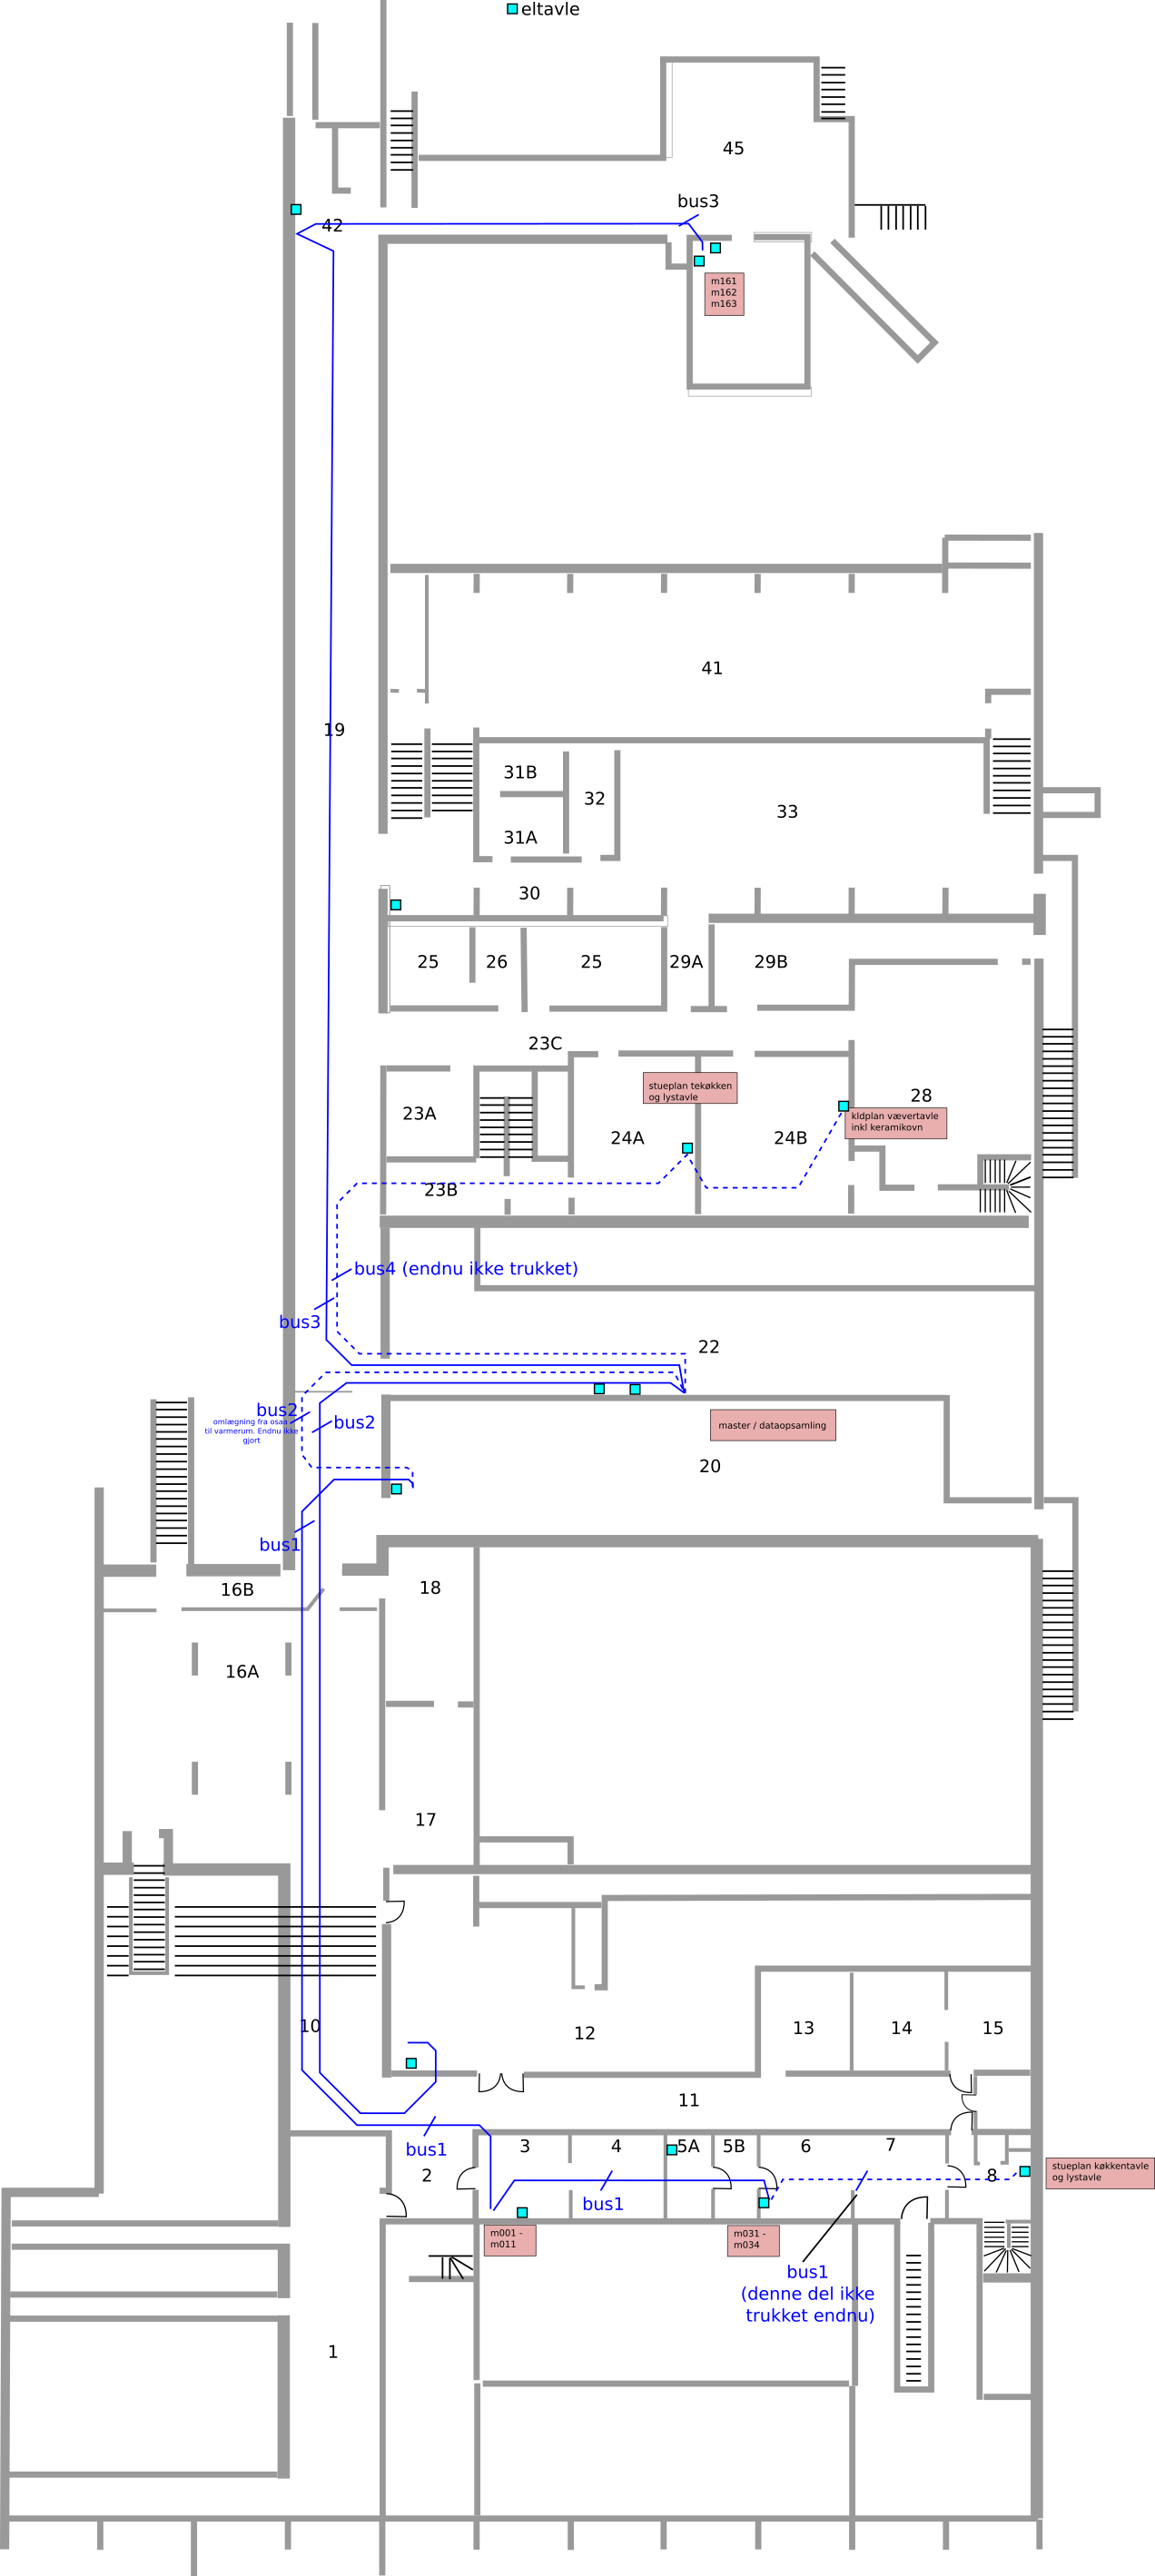 eltavle
45
bus3
42
m161
m162
m163
41
19
31B
32
33
31A
30
25
26
25
29A
29B
23C
28
stueplan tekøkken
og lystavle
kldplan vævertavle
inkl keramikovn
23A
24A
24B
23B
bus4 (endnu ikke trukket)
bus3
22
bus2
omlægning fra osaa
til varmerum. Endnu ikke
gjort
bus2
master / dataopsamling
20
bus1
16B
18
16A
17
10
12
13
14
15
11
bus1
2
3
4
5A
5B
6
7
8
stueplan køkkentavle
og lystavle
bus1
m001 -
m011
m031 -
m034
bus1
(denne del ikke
trukket endnu)
1